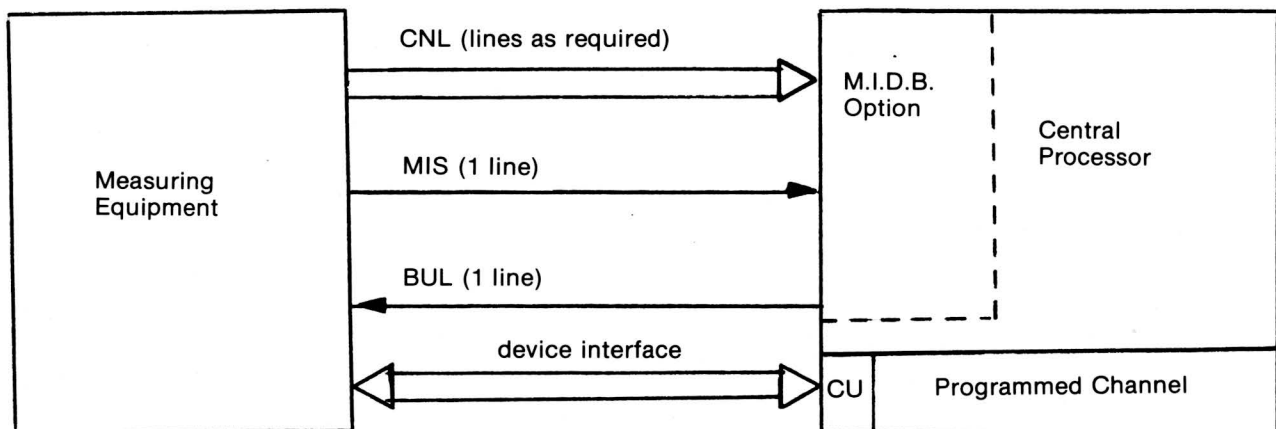 CNL (lines as required)
M.I.D.B.
Option
Central
Processor
Measuring
Equipment
MIS (1 line)
BUL (1 line)
device interface
CU
Programmed Channel